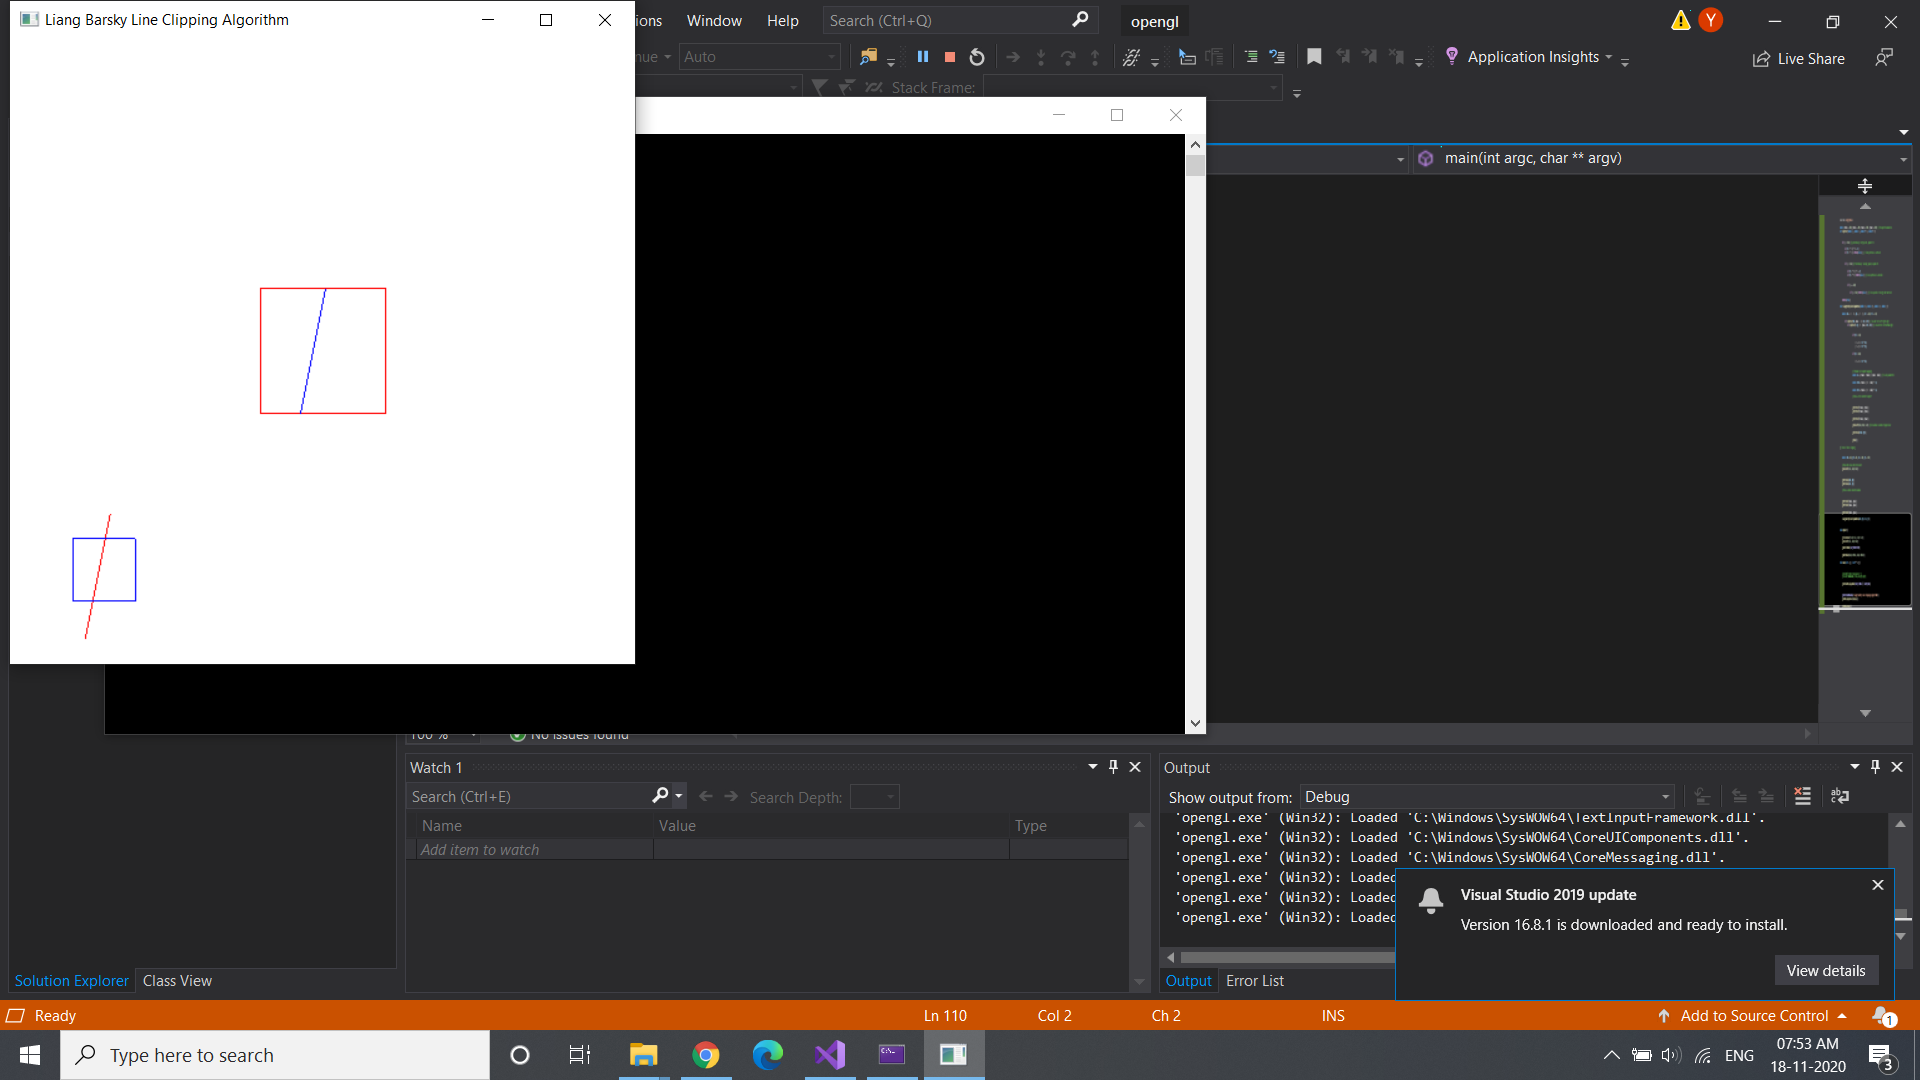 Liang Barsky Line Clipping Algorithm
ions Window Help Search (Ctrl+Q) opengl Y
nue Auto Application Insights Live Share
Stack Frame:
main(int argc, char ** argv)
100 % No issues found
Watch 1
Search (Ctrl+E) Search Depth:
Name Value Type
Add item to watch
Output
Show output from: Debug
'opengl.exe' (Win32): Loaded 'C:\Windows\SysWOW64\TextInputFramework.dll'.
'opengl.exe' (Win32): Loaded 'C:\Windows\SysWOW64\CoreUIComponents.dll'.
'opengl.exe' (Win32): Loaded 'C:\Windows\SysWOW64\CoreMessaging.dll'.
'opengl.exe' (Win32): Loaded
'opengl.exe' (Win32): Loaded
'opengl.exe' (Win32): Loaded
Visual Studio 2019 update
Version 16.8.1 is downloaded and ready to install.
View details
Solution Explorer Class View
Output Error List
Ready Ln 110 Col 2 Ch 2 INS Add to Source Control 1
Type here to search
ENG 07:53 AM
18-11-2020 3